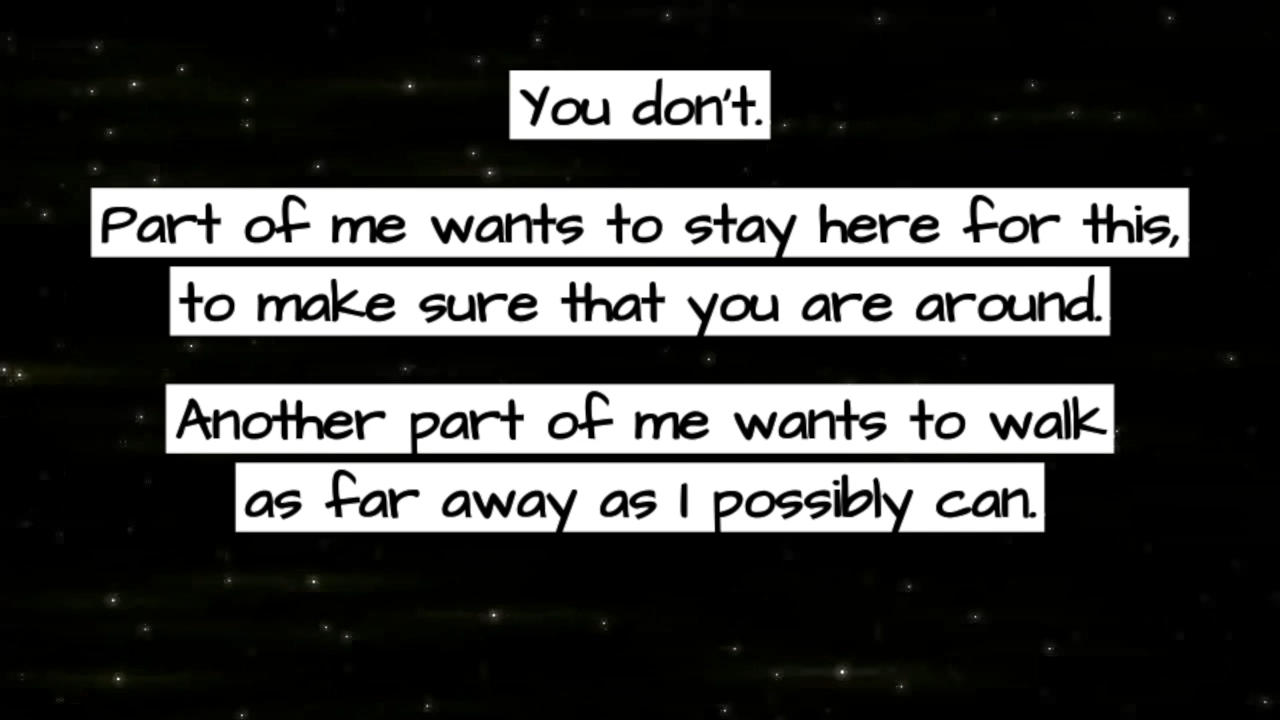 You don't.
Part of me wants to stay here for this,
to make sure that you are around.
Another part of me wants to walk
as far away as I possibly can.